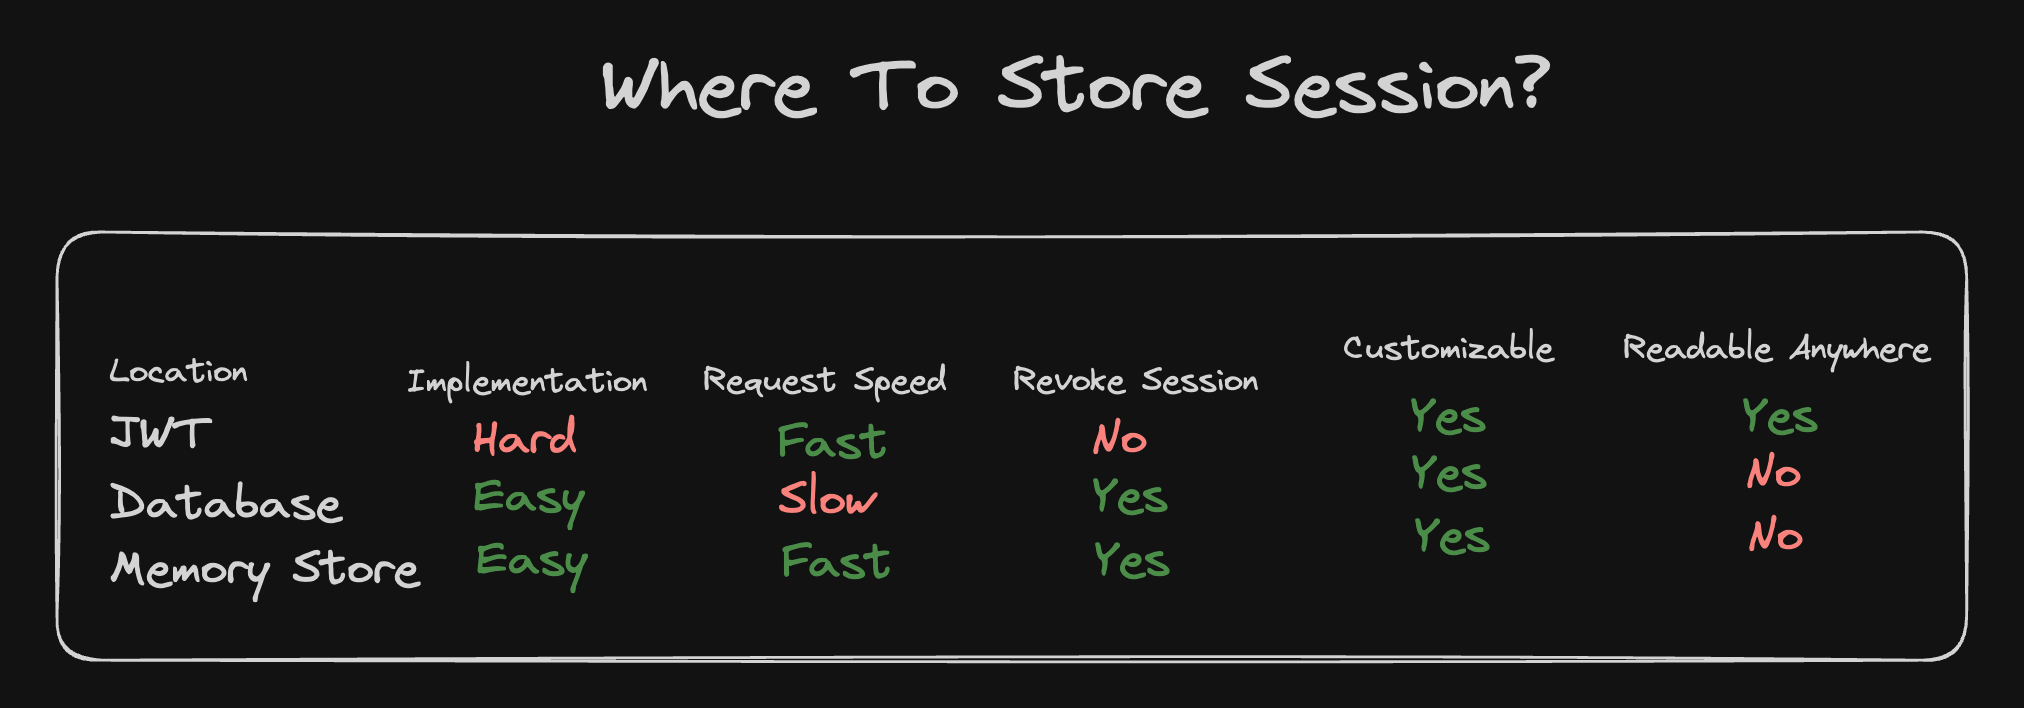 Where To Store Session?
Location Implementation Request Speed Revoke Session Customizable Readable Anywhere
JWT Hard Fast No Yes Yes
Database Easy Slow Yes Yes No
Memory Store Easy Fast Yes Yes No